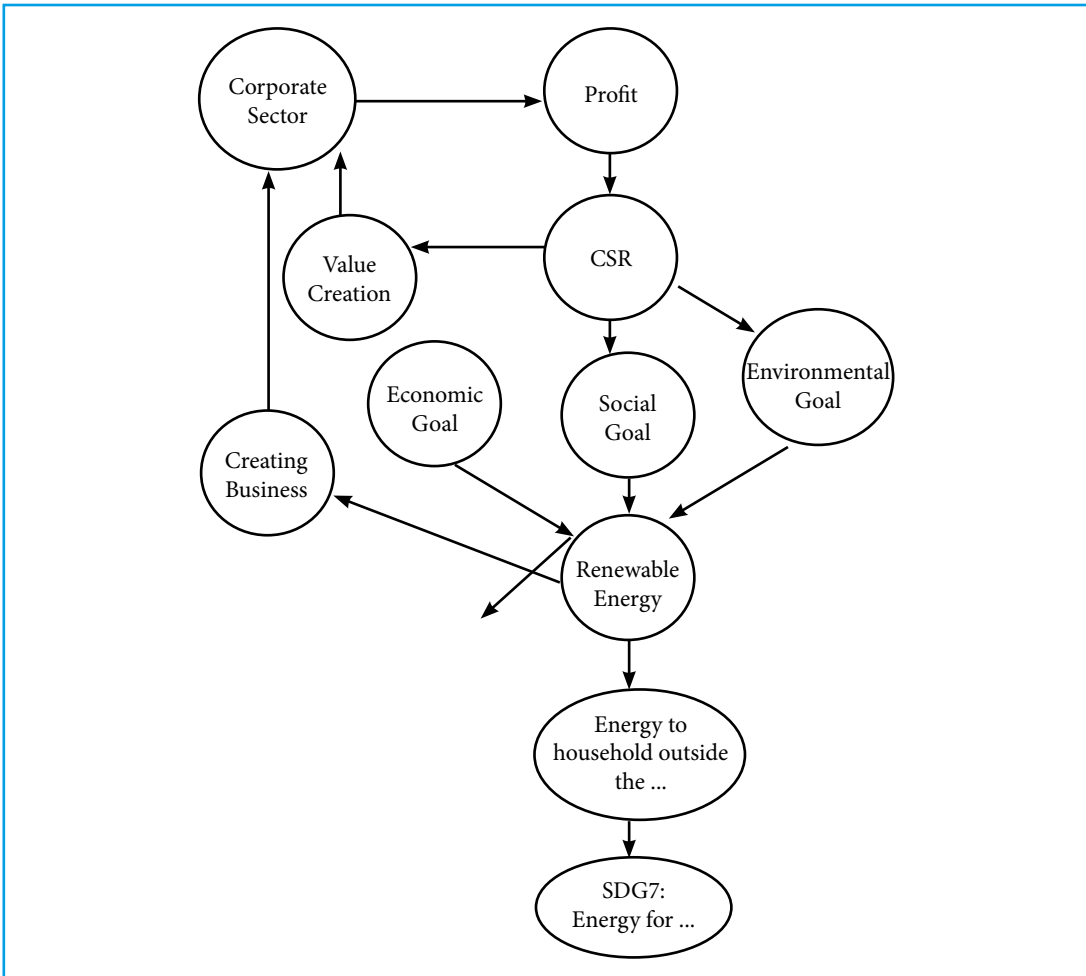 Corporate
Sector
Profit
CSR
Value
Creation
Environmental
Goal
Economic
Goal
Social
Goal
Creating
Business
Renewable
Energy
Energy to
household outside
the ...
SDG7:
Energy for ...